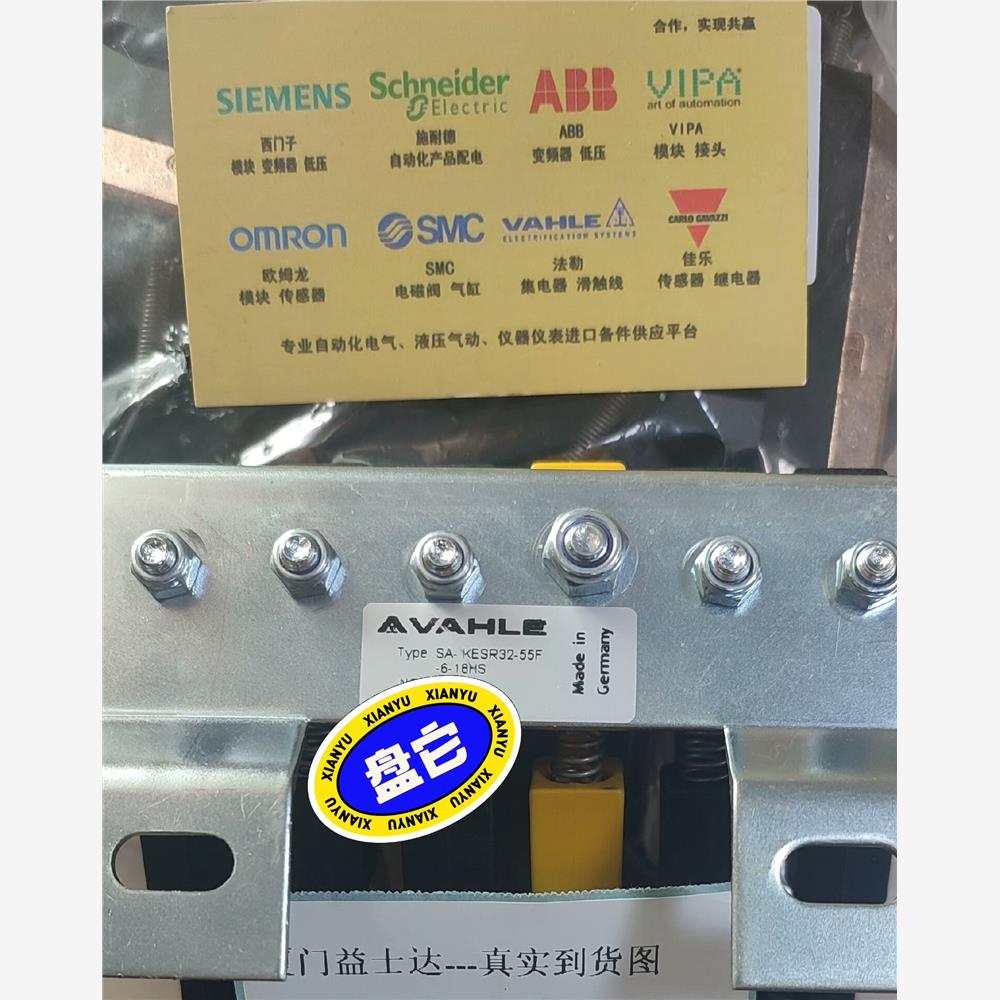 合作，实现共赢
SIEMENS Schneider Electric ABB VIPA
art of automation
西门子 施耐德 ABB VIPA
模块 变频器 低压 自动化产品配电 变频器 低压 模块 接头
OMRON SMC VAHLE CARLO GAVAZZI
ELECTRIFICATION SYSTEMS
欧姆龙 SMC 法勒 佳乐
模块 传感器 电磁阀 气缸 集电器 滑触线 传感器 继电器
专业自动化电气、液压气动、仪器仪表进口备件供应平台
VAHLE
Type SA-KESR32-55F
-6-18HS
Made in
Germany
XIANYU XIANYU XIANYU XIANYU XIANYU XIANYU
盘它
门益士达---真实到货图